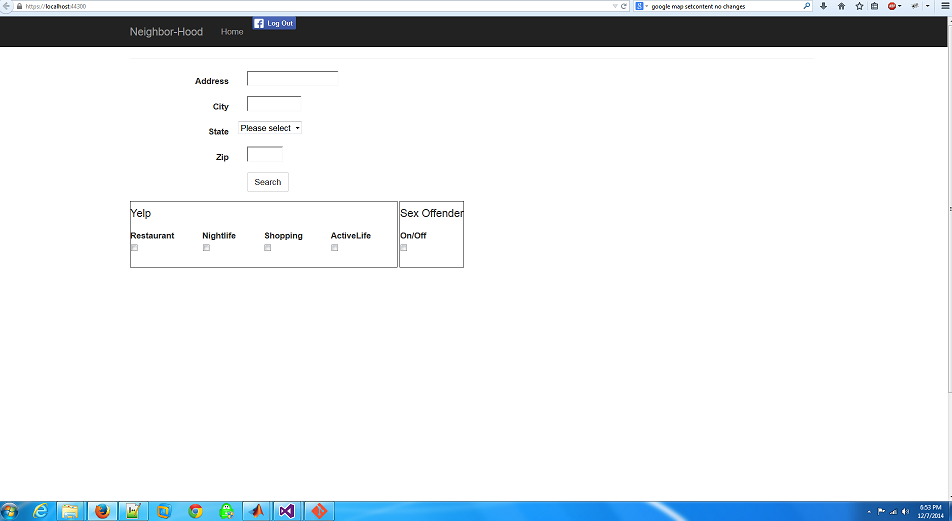 https://localhost:44300
google map setcontent no changes
Neighbor-Hood Home Log Out
Address
City
State Please select
Zip
Search
Yelp Sex Offender
Restaurant Nightlife Shopping ActiveLife On/Off
6:53 PM
12/7/2014